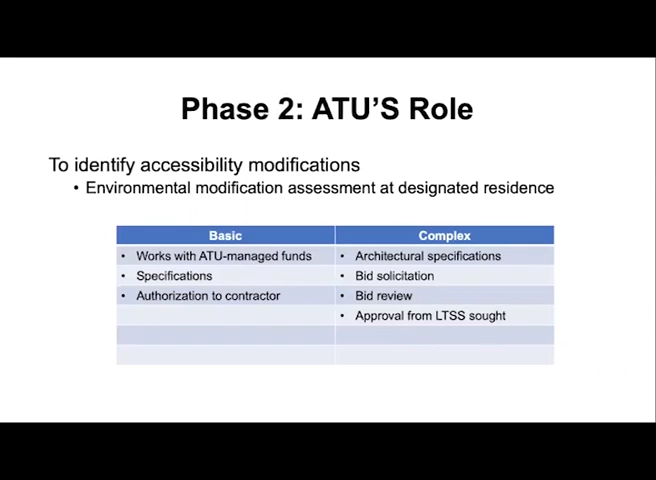 Phase 2: ATU'S Role
To identify accessibility modifications
• Environmental modification assessment at designated residence
Basic
Complex
• Works with ATU-managed funds
• Architectural specifications
• Specifications
• Bid solicitation
• Authorization to contractor
• Bid review
• Approval from LTSS sought